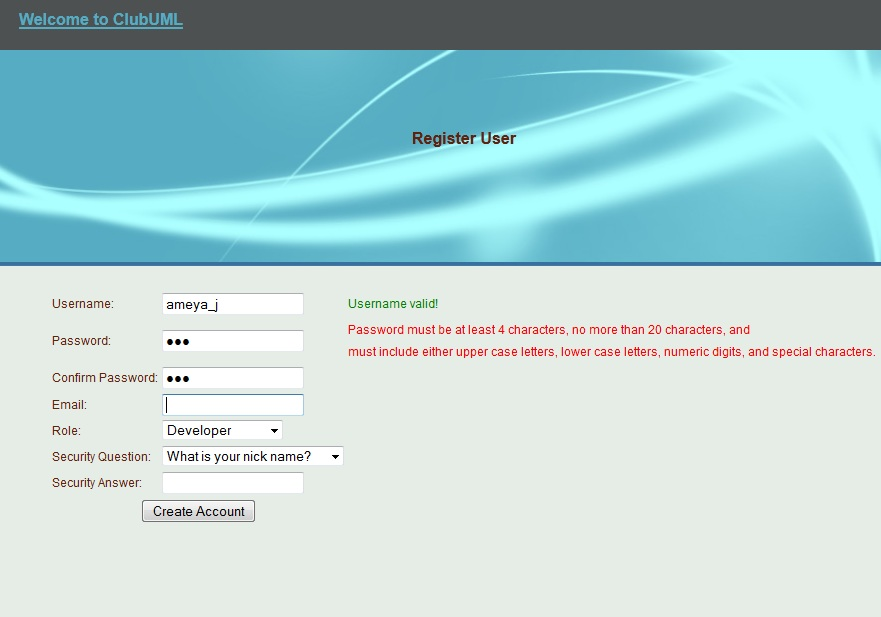 Welcome to ClubUML
Register User
Username: ameya_j Username valid!
Password must be at least 4 characters, no more than 20 characters, and
Password: ●●●
must include either upper case letters, lower case letters, numeric digits, and special characters.
Confirm Password: ●●●
Email:
Role: Developer
Security Question: What is your nick name?
Security Answer:
Create Account